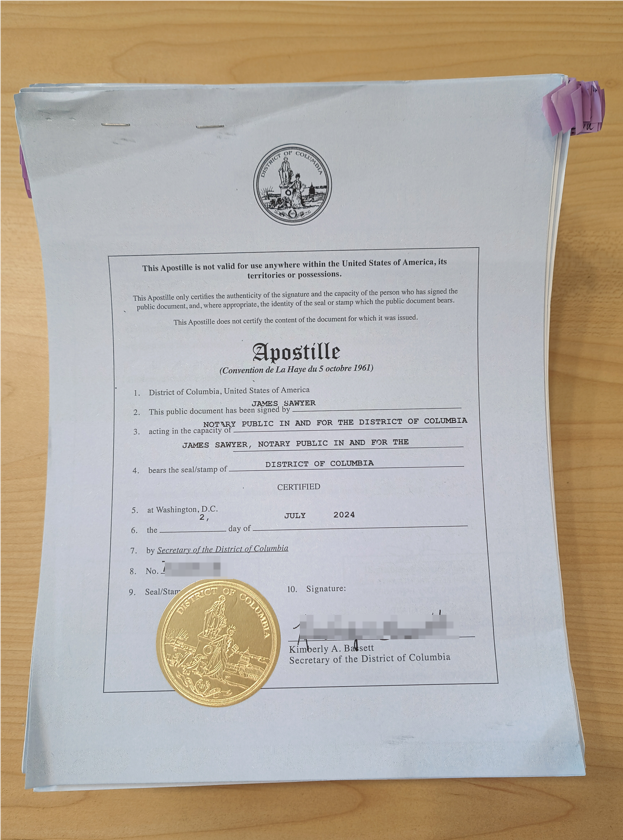 DISTRICT OF COLUMBIA
This Apostille is not valid for use anywhere within the United States of America, its
territories or possessions.
This Apostille only certifies the authenticity of the signature and the capacity of the person who has signed the
public document, and, where appropriate, the identity of the seal or stamp which the public document bears.
This Apostille does not certify the content of the document for which it was issued.
Apostille
(Convention de La Haye du 5 octobre 1961)
1. District of Columbia, United States of America
JAMES SAWYER
2. This public document has been signed by
NOTARY PUBLIC IN AND FOR THE DISTRICT OF COLUMBIA
3. acting in the capacity of
JAMES SAWYER, NOTARY PUBLIC IN AND FOR THE
DISTRICT OF COLUMBIA
4. bears the seal/stamp of
CERTIFIED
5. at Washington, D.C.
2, JULY 2024
6. the day of
7. by Secretary of the District of Columbia
8. No.
9. Seal/Stam 10. Signature:
DISTRICT OF COLUMBIA
Kimberly A. Bassett
Secretary of the District of Columbia